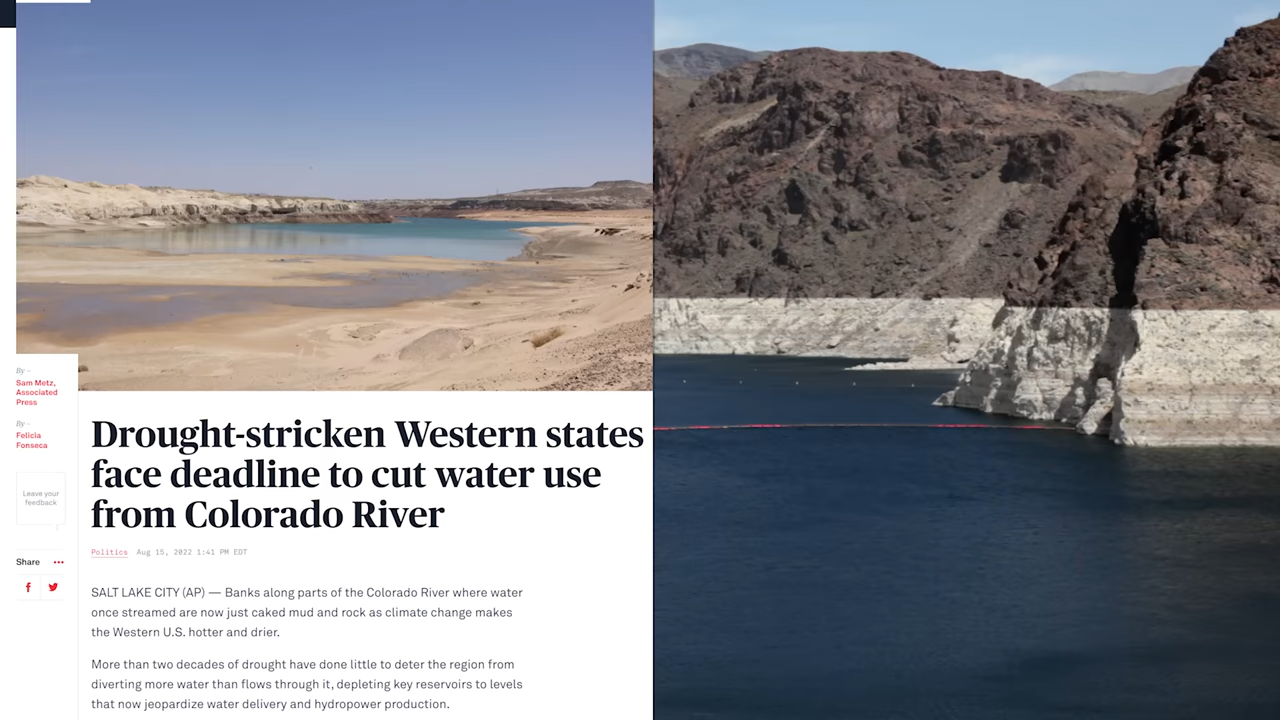 By —
Sam Metz,
Associated
Press
By —
Felicia
Fonseca
Leave your
feedback
Share •••
Drought-stricken Western states
face deadline to cut water use
from Colorado River
Politics Aug 15, 2022 1:41 PM EDT
SALT LAKE CITY (AP) — Banks along parts of the Colorado River where water
once streamed are now just caked mud and rock as climate change makes
the Western U.S. hotter and drier.
More than two decades of drought have done little to deter the region from
diverting more water than flows through it, depleting key reservoirs to levels
that now jeopardize water delivery and hydropower production.